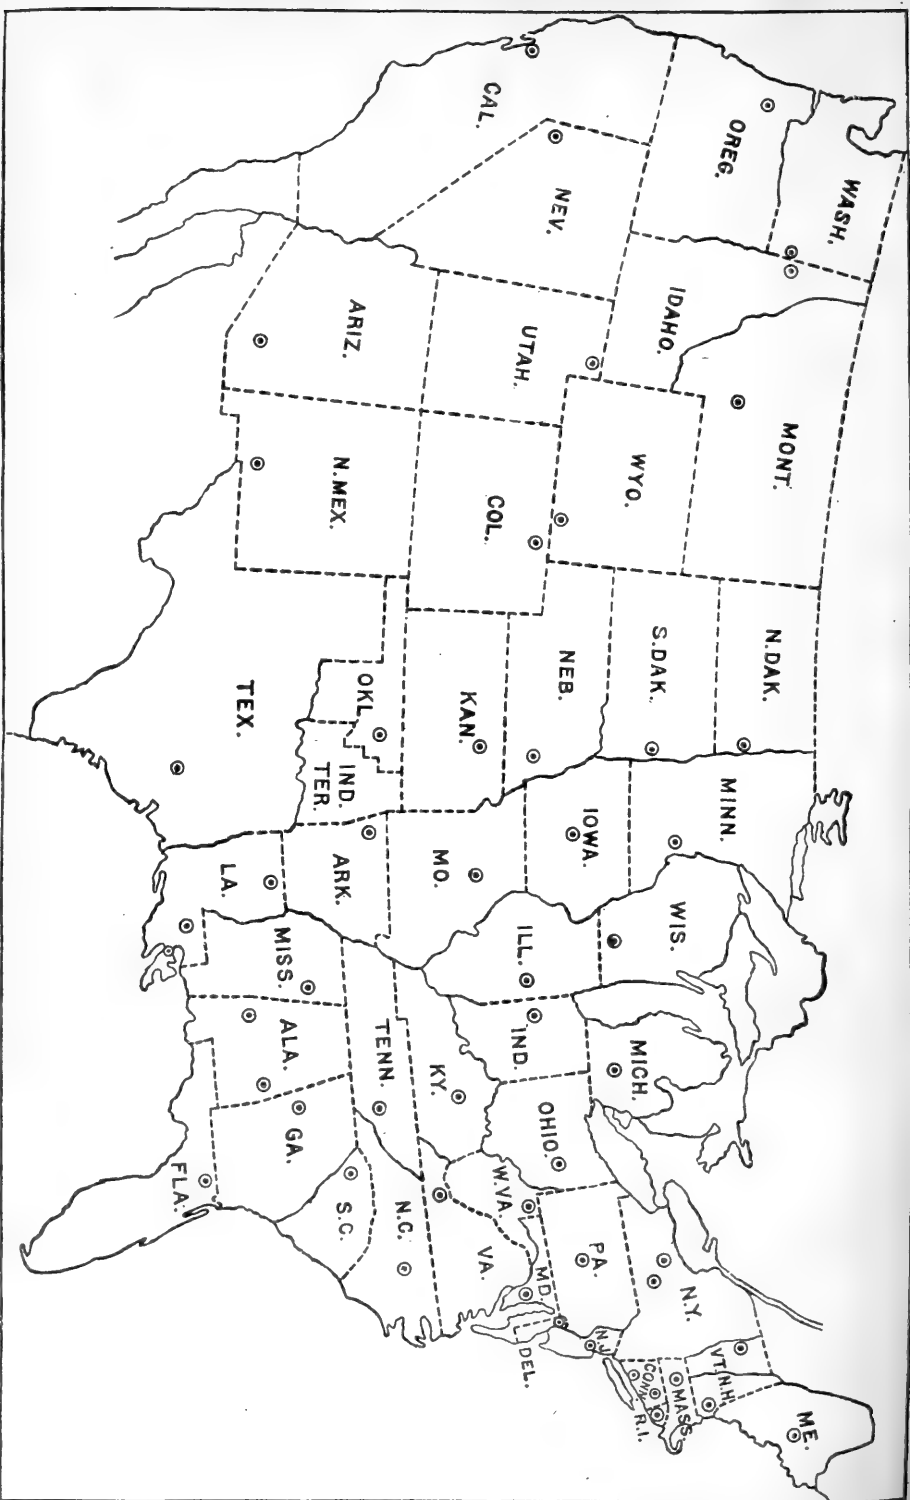 WASH.
OREG.
CAL.
NEV.
IDAHO.
MONT.
WYO.
UTAH.
ARIZ.
COL.
N.MEX.
N.DAK.
S.DAK.
NEB.
KAN.
OKL.
IND.
TER.
TEX.
MINN.
IOWA.
MO.
ARK.
LA.
WIS.
ILL.
MICH.
IND.
OHIO.
KY.
TENN.
MISS.
ALA.
GA.
FLA.
S.C.
N.C.
VA.
W.VA.
MD.
DEL.
PA.
N.J.
N.Y.
CONN.
R.I.
MASS.
VT.
N.H.
ME.